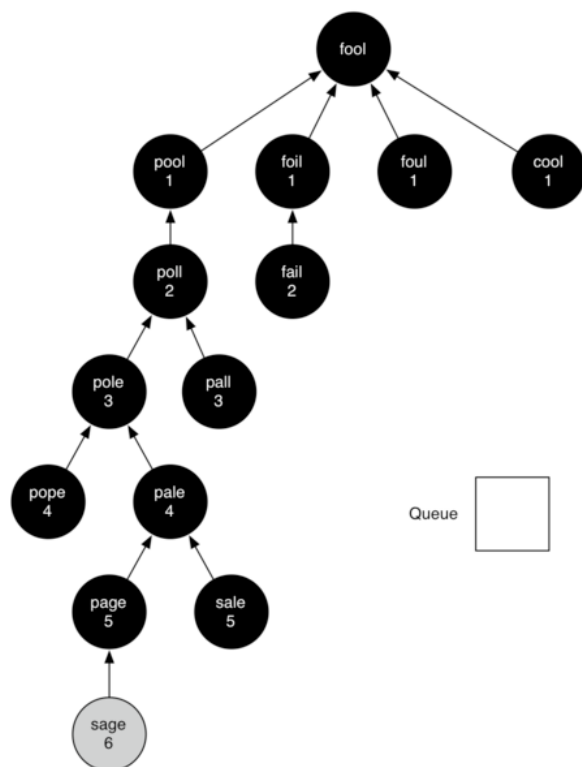 fool
pool
1
foil
1
foul
1
cool
1
poll
2
fail
2
pole
3
pall
3
pope
4
pale
4
Queue
page
5
sale
5
sage
6